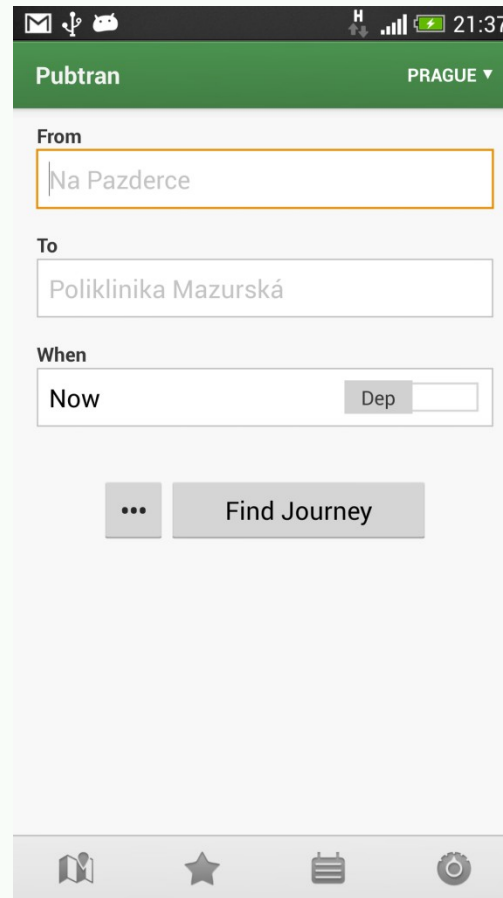 H
21:37
Pubtran
PRAGUE
From
Na Pazderce
To
Poliklinika Mazurská
When
Now
Dep
Find Journey